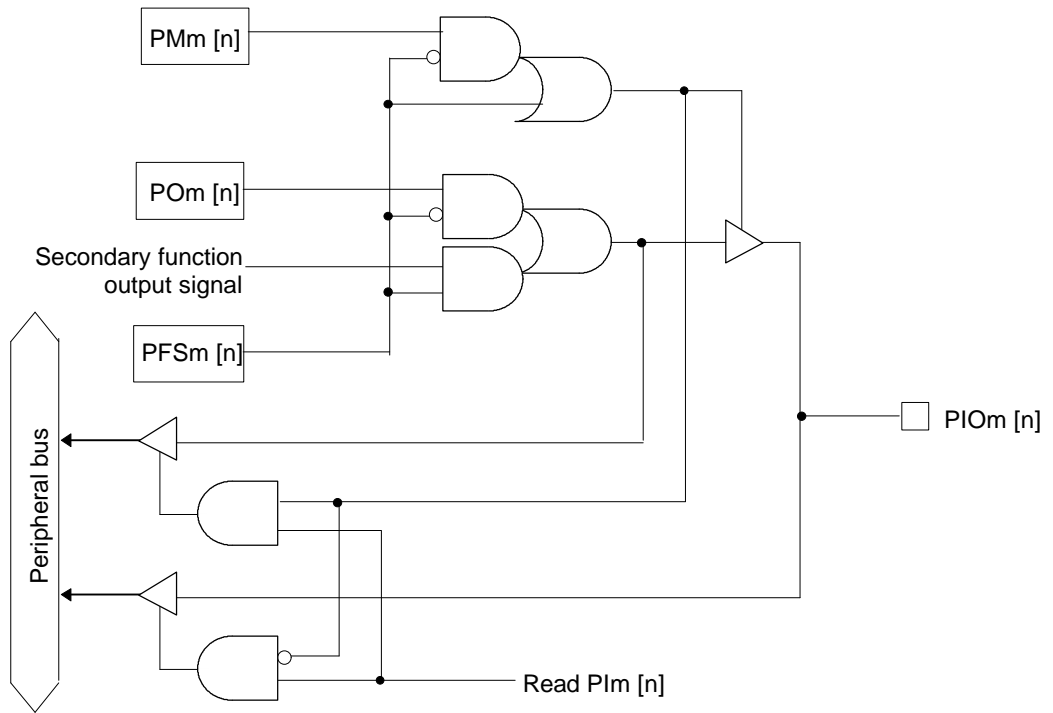 PMm [n]
POm [n]
Secondary function
output signal
PFSm [n]
PIOm [n]
Peripheral bus
Read PIm [n]